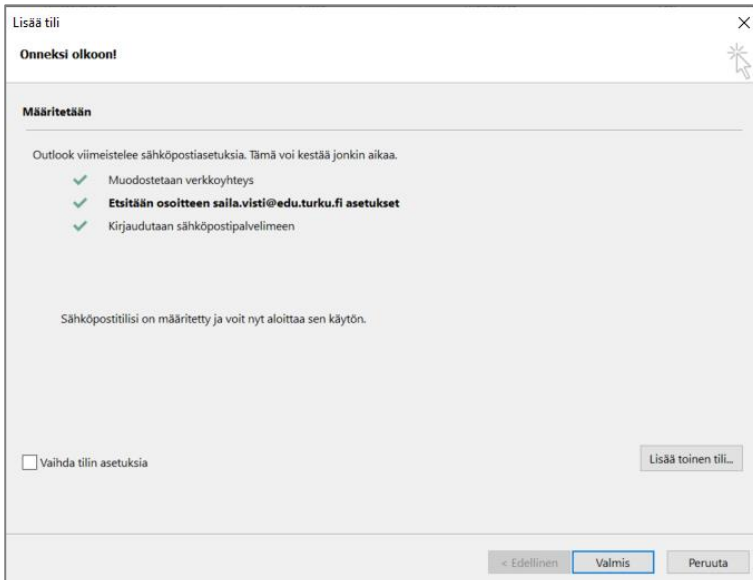 Lisää tili
Onneksi olkoon!
Määritetään
Outlook viimeistelee sähköpostiasetuksia. Tämä voi kestää jonkin aikaa.
Muodostetaan verkkoyhteys
Etsitään osoitteen saila.visti@edu.turku.fi asetukset
Kirjaudutaan sähköpostipalvelimeen
Sähköpostitilisi on määritetty ja voit nyt aloittaa sen käytön.
Vaihda tilin asetuksia
Lisää toinen tili...
< Edellinen
Valmis
Peruuta